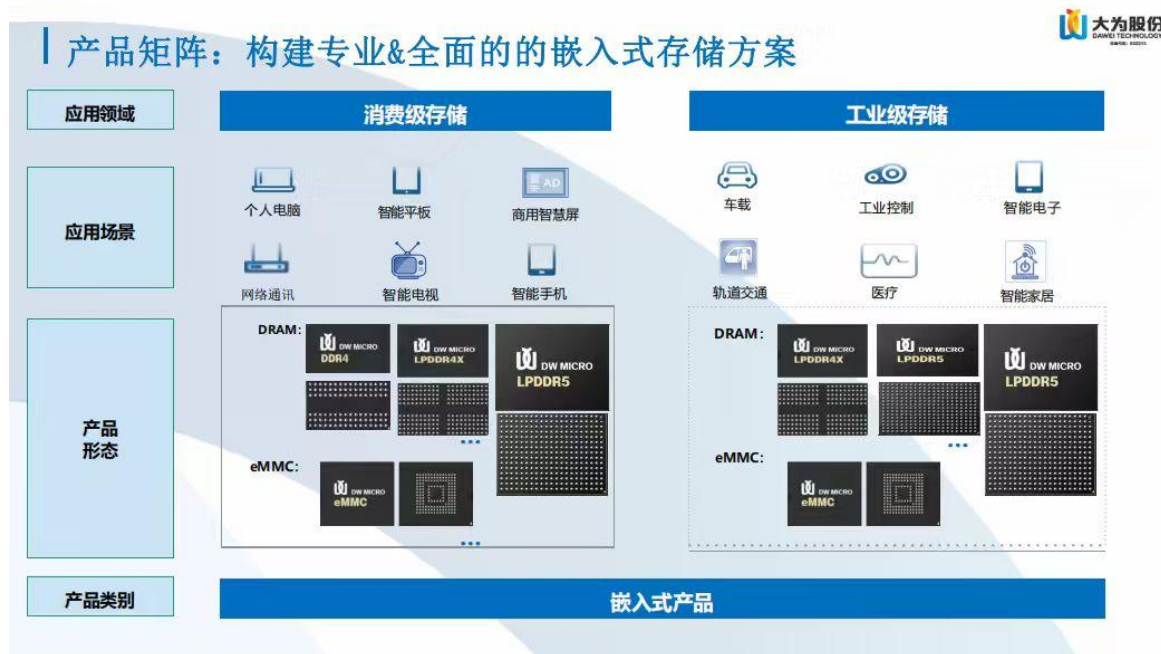 大为股份
DAWEI TECHNOLOGY
产品矩阵：构建专业&全面的的嵌入式存储方案
应用领域
消费级存储
工业级存储
应用场景
个人电脑
智能平板
商用智慧屏
AD
车载
工业控制
智能电子
网络通讯
智能电视
智能手机
轨道交通
医疗
智能家居
产品
形态
DRAM:
DW MICRO
DDR4
DW MICRO
LPDDR4X
DW MICRO
LPDDR5
eMMC:
DW MICRO
eMMC
DRAM:
DW MICRO
LPDDR4X
DW MICRO
LPDDR5
DW MICRO
LPDDR5
eMMC:
DW MICRO
eMMC
产品类别
嵌入式产品